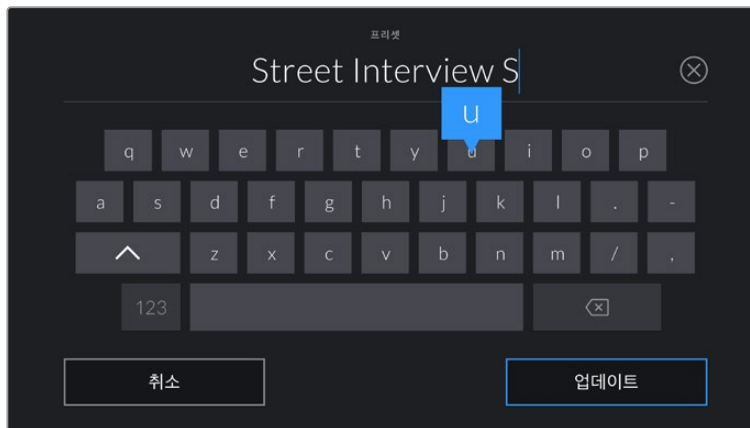 프리셋
Street Interview S
u
q w e r t y u i o p
a s d f g h j k l . -
z x c v b n m / ,
123
취소 업데이트